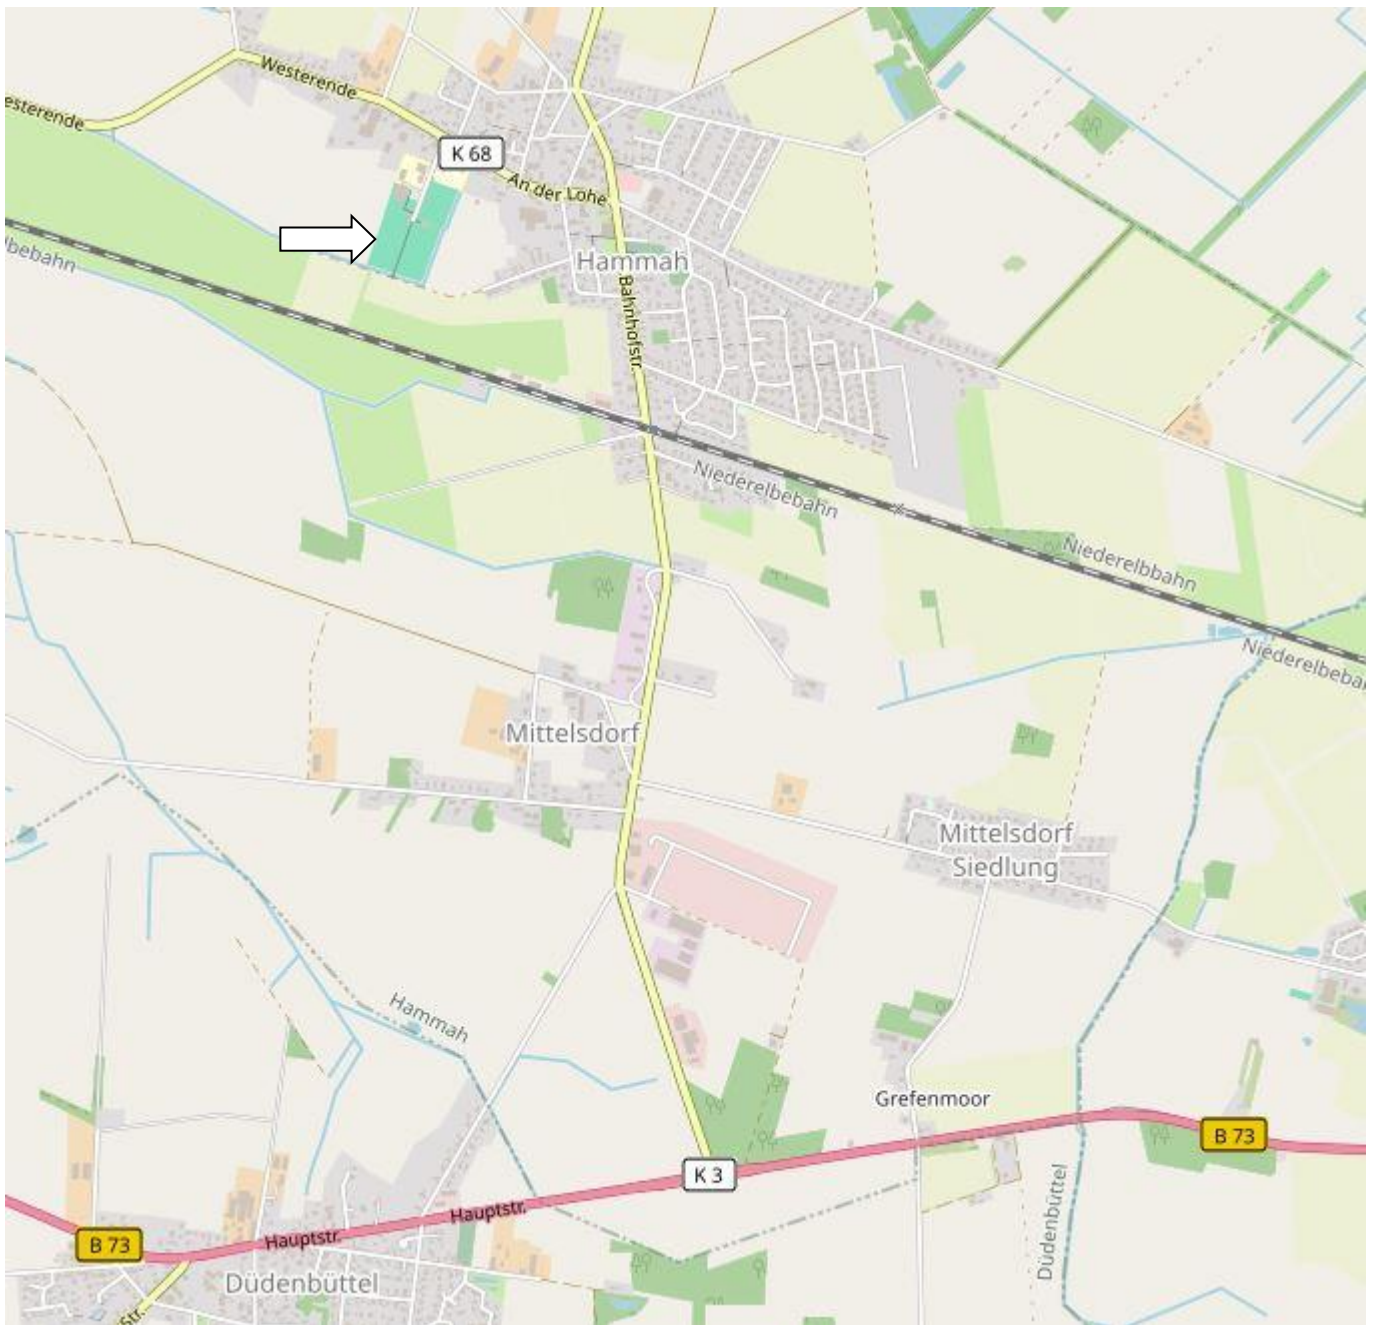 Westerende
esterende
K 68
An der Lohe
lbebahn
Hammah
Bahnhofstr.
Niederelbebahn
Niederelbbahn
Niederelbebah
Mittelsdorf
Mittelsdorf
Siedlung
Hammah
Grefenmoor
B 73
K 3
Düdenbüttel
Hauptstr.
Hauptstr.
B 73
Düdenbüttel
Str.